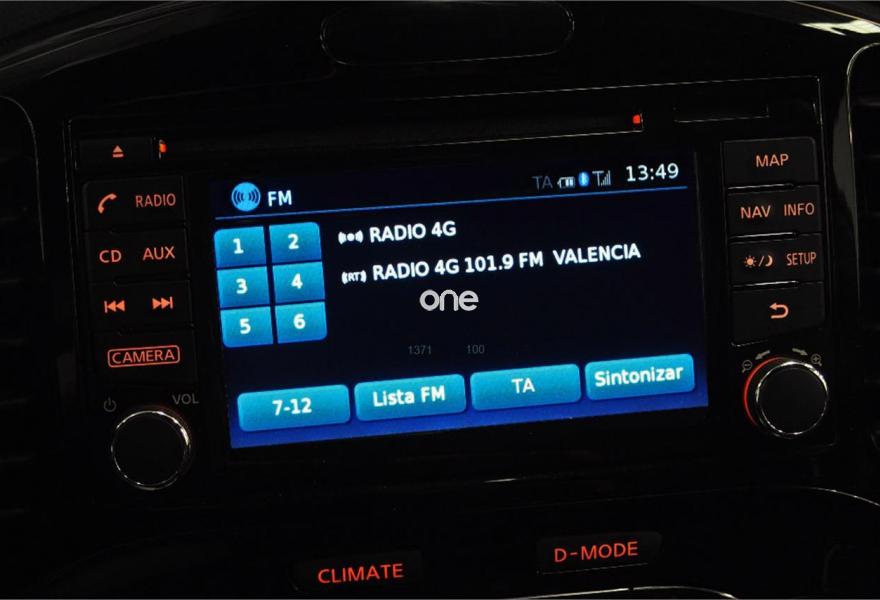 FM
TA 13:49
1 2
3 4
5 6
RADIO 4G
RT
RADIO 4G 101.9 FM VALENCIA
one
1371 100
7-12 Lista FM TA Sintonizar
RADIO
CD AUX
CAMERA
VOL
MAP
NAV INFO
SETUP
CLIMATE D-MODE